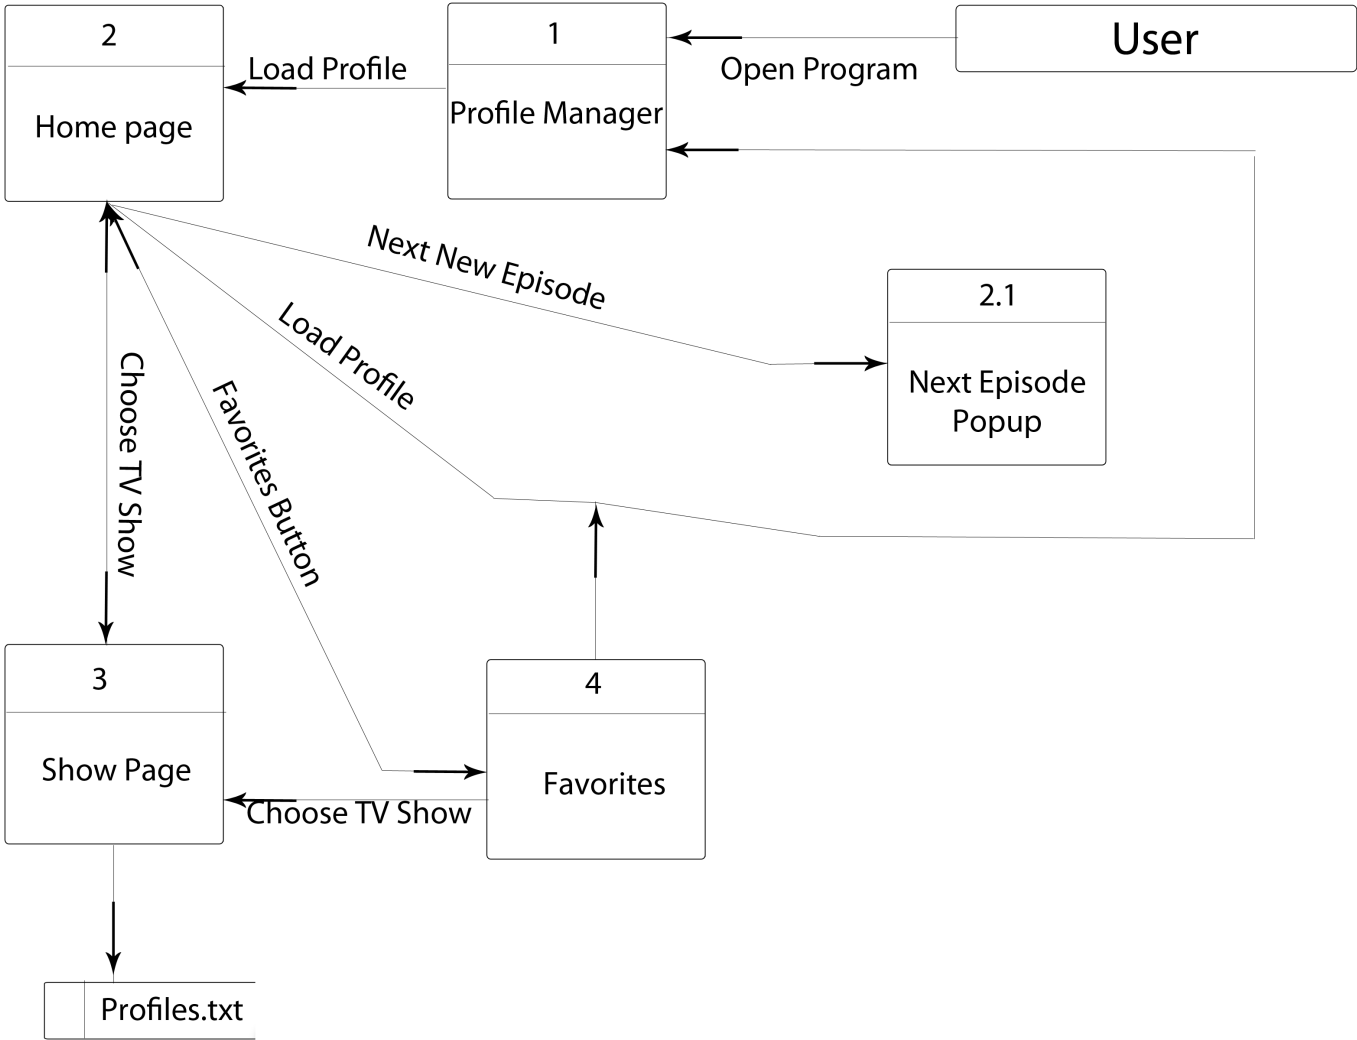 2
Home page
Load Profile
1
Profile Manager
Open Program
User
Next New Episode
Load Profile
2.1
Next Episode
Popup
Choose TV Show
Favorites Button
3
Show Page
4
Favorites
Choose TV Show
Profiles.txt